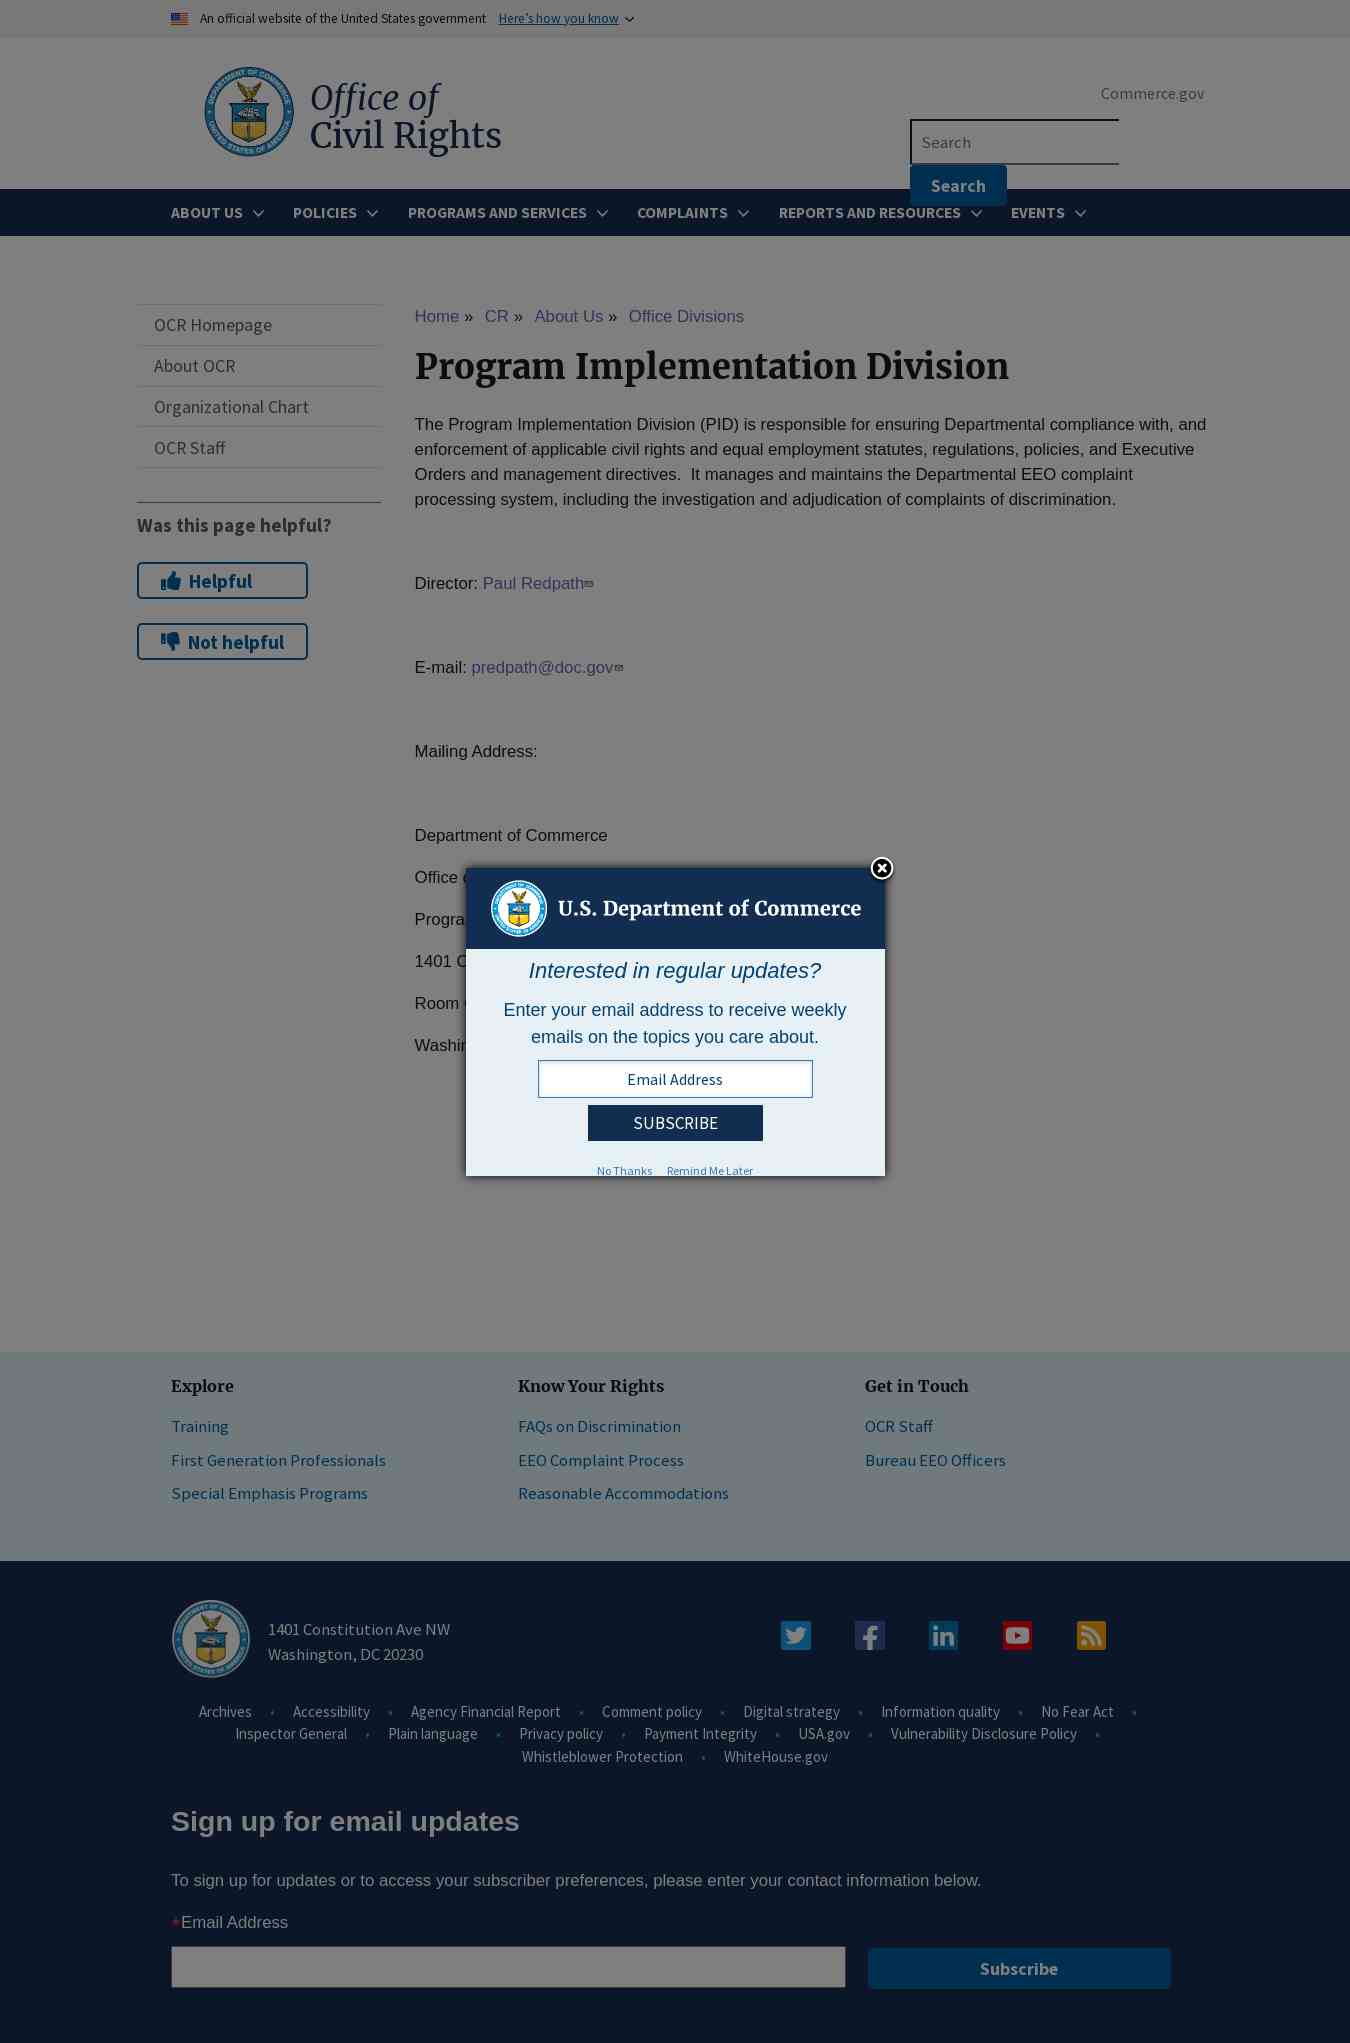 An official website of the United States government Here's how you know
Office of
Civil Rights
Commerce.gov
Search
Search
ABOUT US POLICIES PROGRAMS AND SERVICES COMPLAINTS REPORTS AND RESOURCES EVENTS
OCR Homepage
About OCR
Organizational Chart
OCR Staff
Was this page helpful?
Helpful
Not helpful
Home » CR » About Us » Office Divisions
Program Implementation Division
The Program Implementation Division (PID) is responsible for ensuring Departmental compliance with, and
enforcement of applicable civil rights and equal employment statutes, regulations, policies, and Executive
Orders and management directives.  It manages and maintains the Departmental EEO complaint
processing system, including the investigation and adjudication of complaints of discrimination.
Director: Paul Redpath
E-mail: predpath@doc.gov
Mailing Address:
Department of Commerce
Office
1401
Room
U.S. Department of Commerce
Interested in regular updates?
Enter your email address to receive weekly
emails on the topics you care about.
Email Address
SUBSCRIBE
No Thanks Remind Me Later
Explore
Training
First Generation Professionals
Special Emphasis Programs
Know Your Rights
FAQs on Discrimination
EEO Complaint Process
Reasonable Accommodations
Get in Touch
OCR Staff
Bureau EEO Officers
1401 Constitution Ave NW
Washington, DC 20230
Archives • Accessibility • Agency Financial Report • Comment policy • Digital strategy • Information quality • No Fear Act •
Inspector General • Plain language • Privacy policy • Payment Integrity • USA.gov • Vulnerability Disclosure Policy •
Whistleblower Protection • WhiteHouse.gov
Sign up for email updates
To sign up for updates or to access your subscriber preferences, please enter your contact information below.
*Email Address
Subscribe